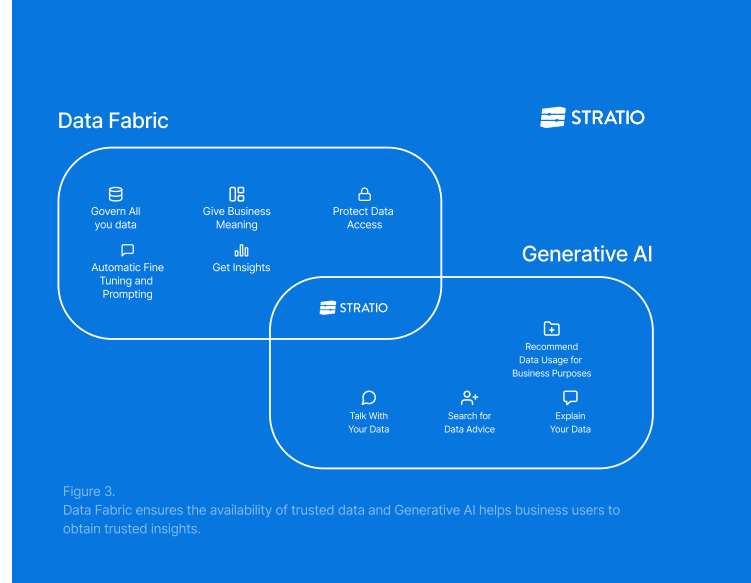 Data Fabric
STRATIO
Govern All
you data
Give Business
Meaning
Protect Data
Access
Automatic Fine
Tuning and
Prompting
Get Insights
Generative AI
STRATIO
Recommend
Data Usage for
Business Purposes
Talk With
Your Data
Search for
Data Advice
Explain
Your Data
Figure 3.
Data Fabric ensures the availability of trusted data and Generative AI helps business users to
obtain trusted insights.